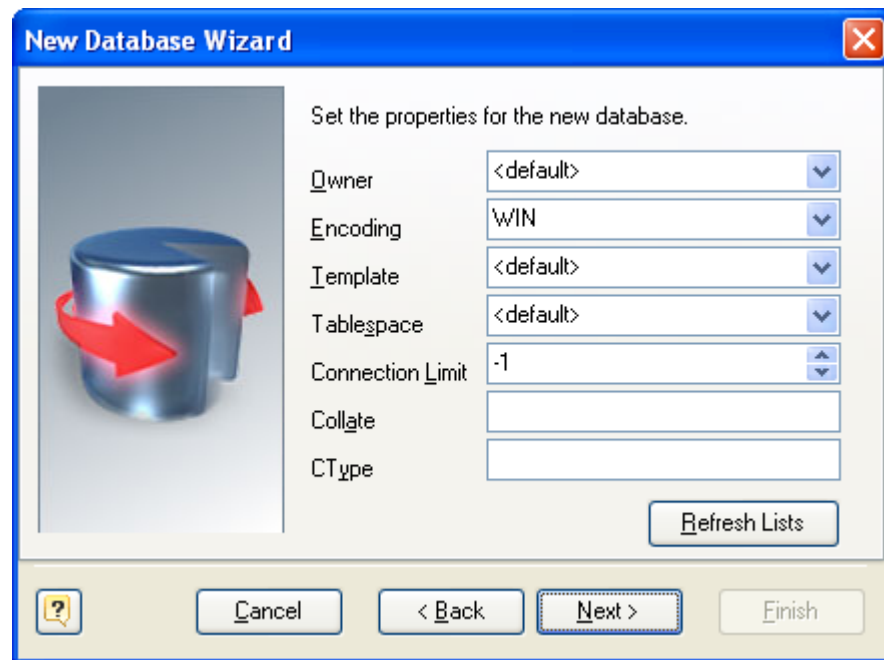 New Database Wizard
Set the properties for the new database.
Owner <default>
Encoding WIN
Template <default>
Tablespace <default>
Connection Limit -1
Collate
CType
Refresh Lists
? Cancel < Back Next > Finish